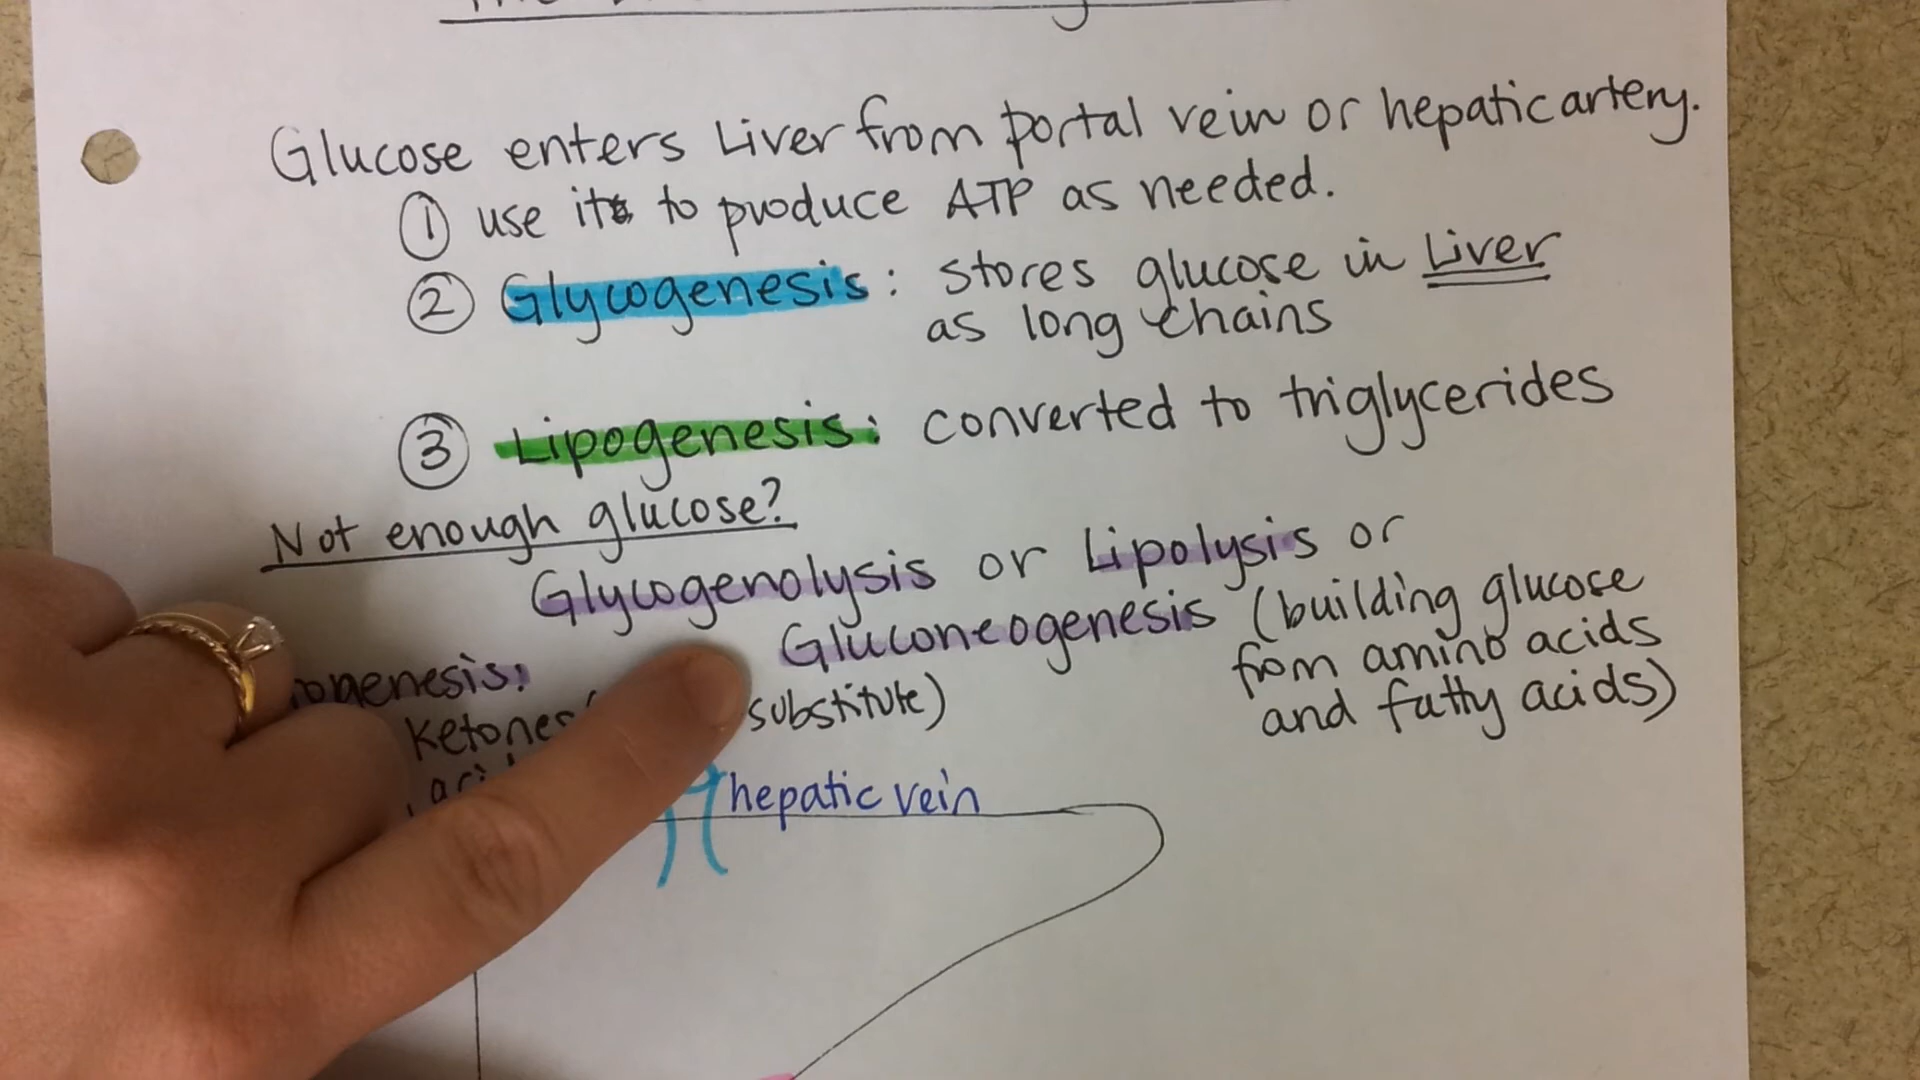 Glucose enters Liver from portal vein or hepatic artery.
① use it to produce ATP as needed.
② Glycogenesis: stores glucose in Liver
as long chains
③ Lipogenesis: converted to triglycerides
Not enough glucose?
Glycogenolysis or Lipolysis or
Gluconeogenesis (building glucose
from amino acids
and fatty acids)
ogenesis:
Ketones substitute)
hepatic vein